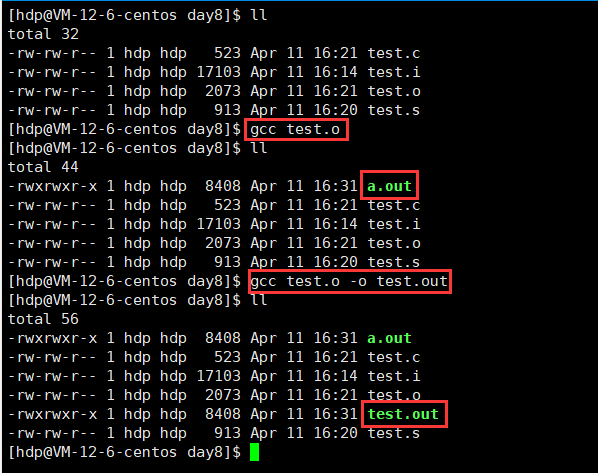 [hdp@VM-12-6-centos day8]$ ll
total 32
-rw-rw-r-- 1 hdp hdp   523 Apr 11 16:21 test.c
-rw-rw-r-- 1 hdp hdp 17103 Apr 11 16:14 test.i
-rw-rw-r-- 1 hdp hdp  2073 Apr 11 16:21 test.o
-rw-rw-r-- 1 hdp hdp   913 Apr 11 16:20 test.s
[hdp@VM-12-6-centos day8]$ gcc test.o
[hdp@VM-12-6-centos day8]$ ll
total 44
-rwxrwxr-x 1 hdp hdp  8408 Apr 11 16:31 a.out
-rw-rw-r-- 1 hdp hdp   523 Apr 11 16:21 test.c
-rw-rw-r-- 1 hdp hdp 17103 Apr 11 16:14 test.i
-rw-rw-r-- 1 hdp hdp  2073 Apr 11 16:21 test.o
-rw-rw-r-- 1 hdp hdp   913 Apr 11 16:20 test.s
[hdp@VM-12-6-centos day8]$ gcc test.o -o test.out
[hdp@VM-12-6-centos day8]$ ll
total 56
-rwxrwxr-x 1 hdp hdp  8408 Apr 11 16:31 a.out
-rw-rw-r-- 1 hdp hdp   523 Apr 11 16:21 test.c
-rw-rw-r-- 1 hdp hdp 17103 Apr 11 16:14 test.i
-rw-rw-r-- 1 hdp hdp  2073 Apr 11 16:21 test.o
-rwxrwxr-x 1 hdp hdp  8408 Apr 11 16:31 test.out
-rw-rw-r-- 1 hdp hdp   913 Apr 11 16:20 test.s
[hdp@VM-12-6-centos day8]$